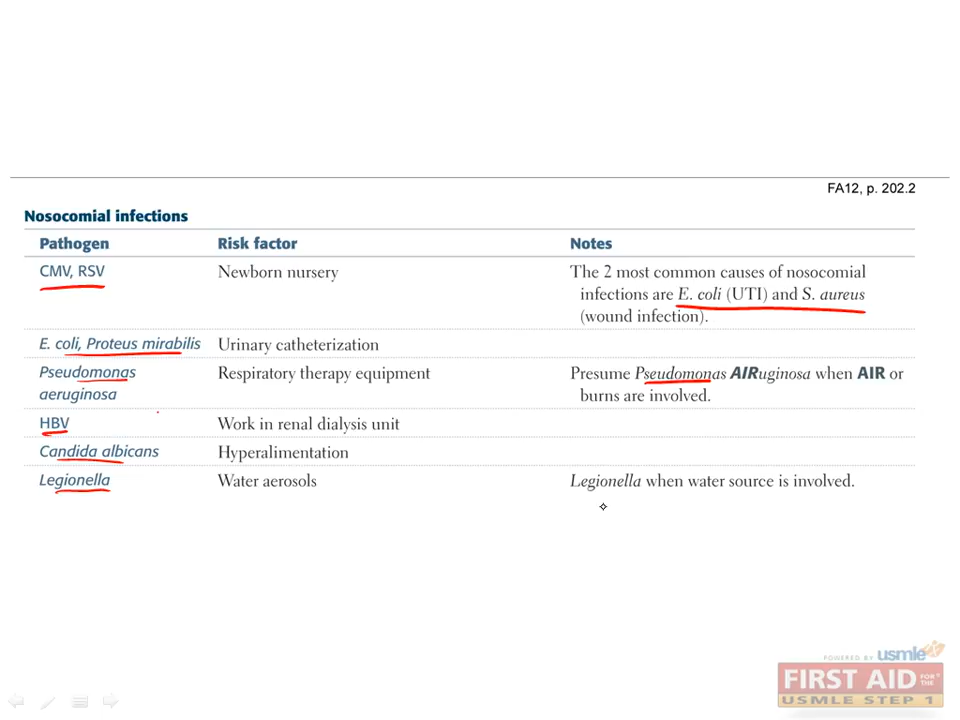 FA12, p. 202.2
Nosocomial infections
Pathogen Risk factor Notes
CMV, RSV Newborn nursery The 2 most common causes of nosocomial
infections are E. coli (UTI) and S. aureus
(wound infection).
E. coli, Proteus mirabilis Urinary catheterization
Pseudomonas Respiratory therapy equipment Presume Pseudomonas AIRuginosa when AIR or
aeruginosa burns are involved.
HBV Work in renal dialysis unit
Candida albicans Hyperalimentation
Legionella Water aerosols Legionella when water source is involved.
POWERED BY usmle
FIRST AID FOR THE®
USMLE STEP 1